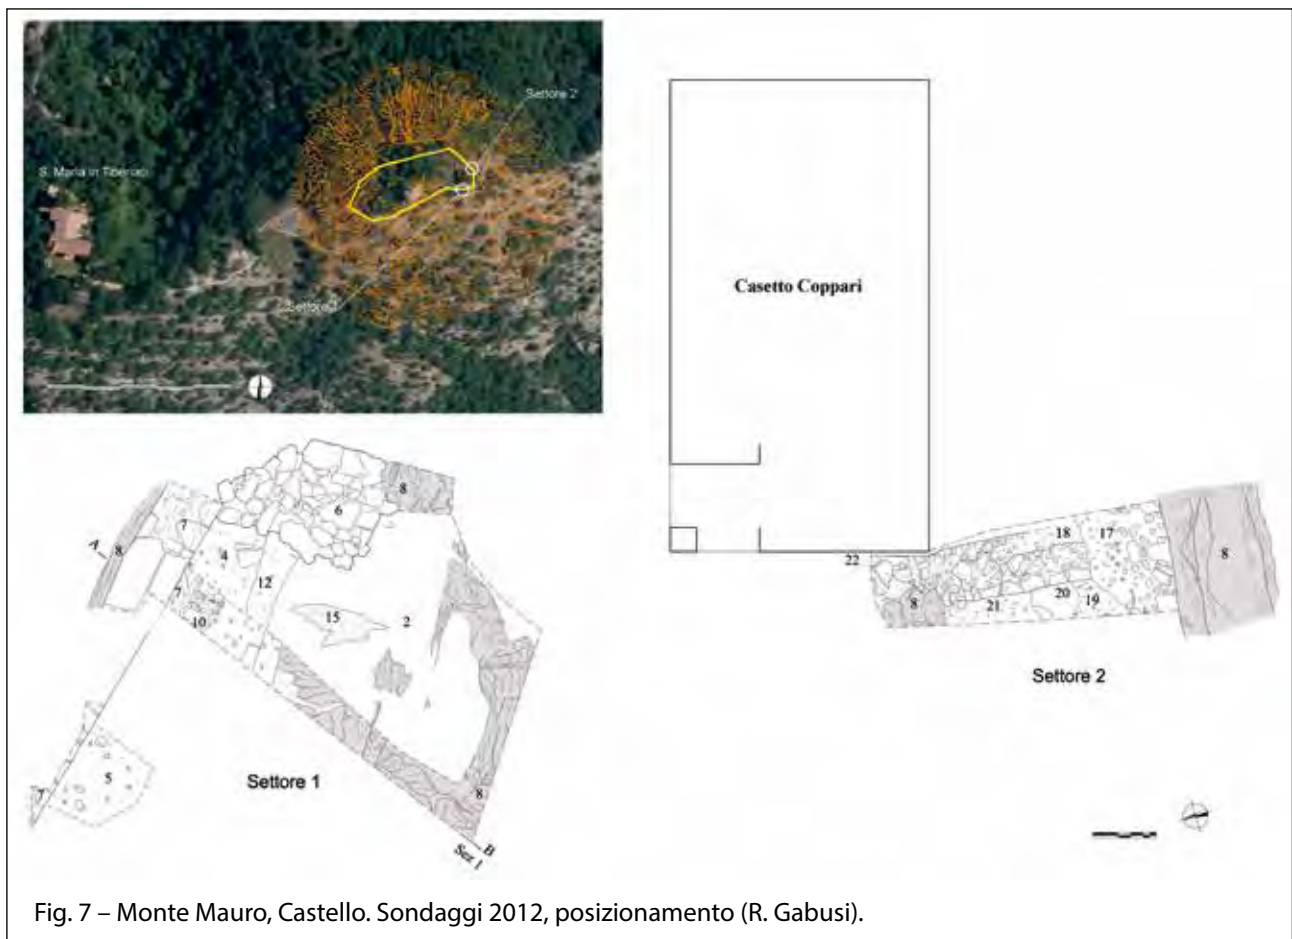 Settore 2
S. Maria in Tiberiaci
Settore 1
Casetto Coppari
8
6
7
A
8
4
7
12
10
15
2
5
7
8
Settore 1
B
Sez 1
18
17
22
8
8
20
21
19
Settore 2
Fig. 7 – Monte Mauro, Castello. Sondaggi 2012, posizionamento (R. Gabusi).